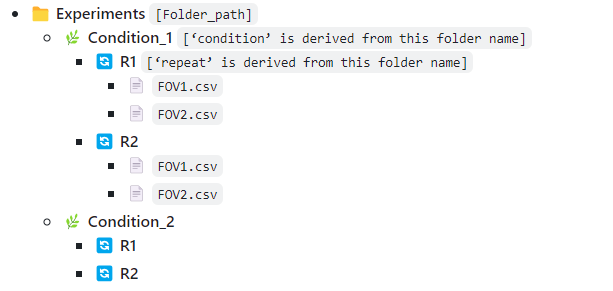 Experiments [Folder_path]
Condition_1 [‘condition’ is derived from this folder name]
R1 [‘repeat’ is derived from this folder name]
FOV1.csv
FOV2.csv
R2
FOV1.csv
FOV2.csv
Condition_2
R1
R2